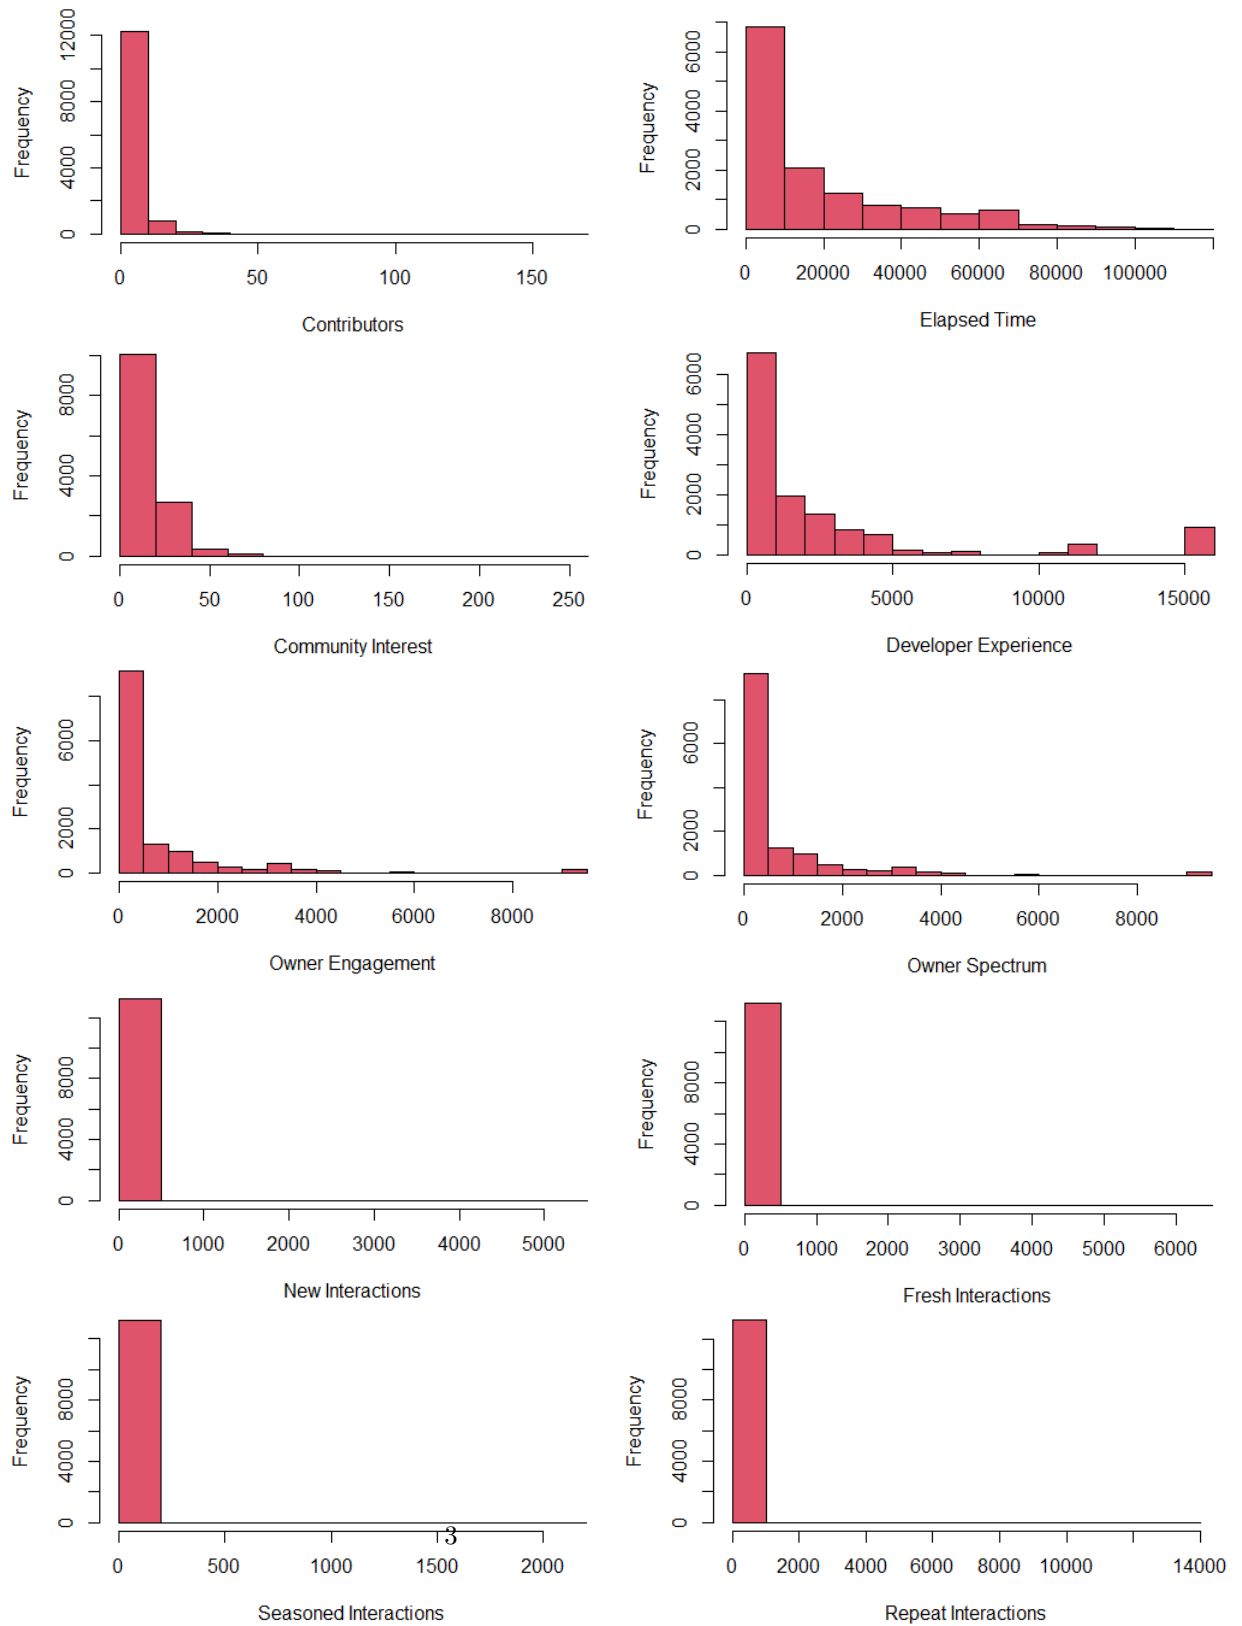 Frequency
0 4000 8000 12000
0 50 100 150
Contributors
Frequency
0 2000 4000 6000
0 20000 40000 60000 80000 100000
Elapsed Time
Frequency
0 4000 8000
0 50 100 150 200 250
Community Interest
Frequency
0 2000 4000 6000
0 5000 10000 15000
Developer Experience
Frequency
0 2000 6000
0 2000 4000 6000 8000
Owner Engagement
Frequency
0 2000 6000
0 2000 4000 6000 8000
Owner Spectrum
Frequency
0 4000 8000
0 1000 2000 3000 4000 5000
New Interactions
Frequency
0 4000 8000
0 1000 2000 3000 4000 5000 6000
Fresh Interactions
Frequency
0 4000 8000
0 500 1000 1500 2000
Seasoned Interactions
3
Frequency
0 4000 8000
0 2000 4000 6000 8000 10000 14000
Repeat Interactions